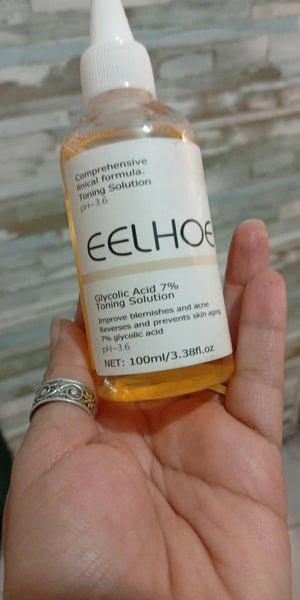 Comprehensive
linical formula.
Toning Solution
pH~3.6
EELHOE
Glycolic Acid 7%
Toning Solution
Improve blemishes and acne
Reverses and prevents skin aging
7% glycolic acid
pH~3.6
NET: 100ml/3.38fl.oz